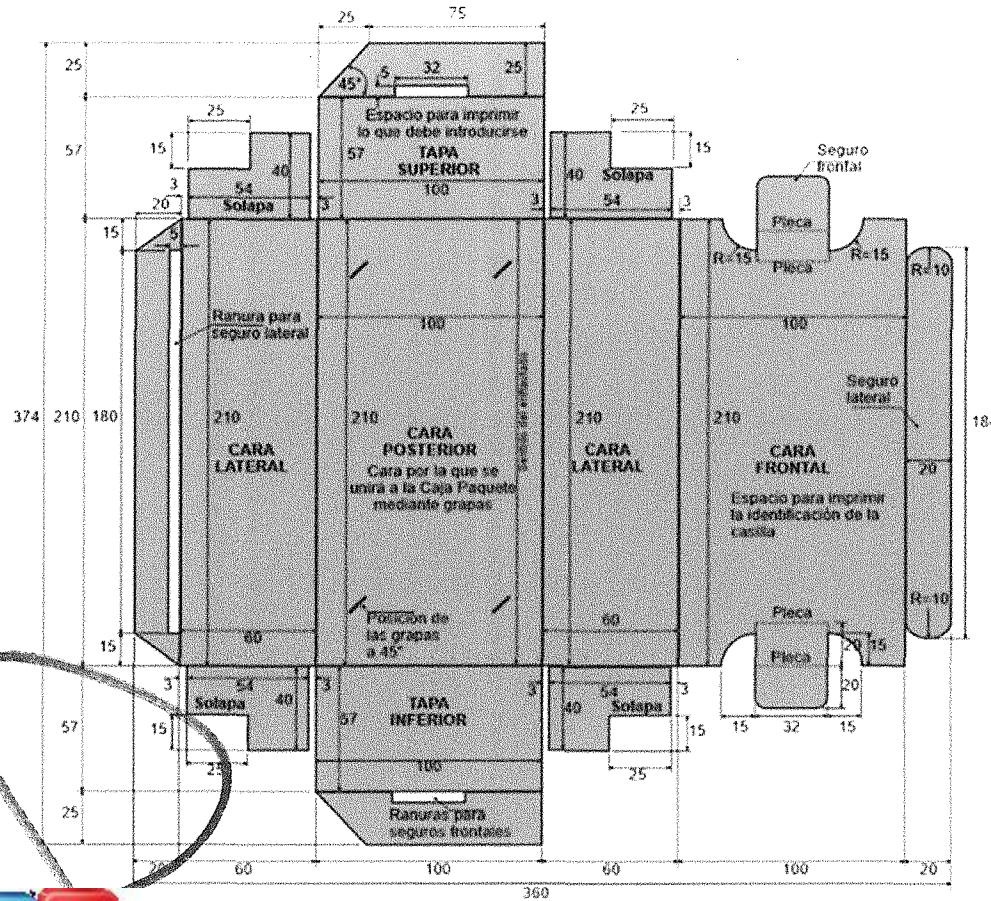 25
75
25
45°
5
32
25
25
25
15
Espacio para imprimir
lo que debe introducirse
57
57
TAPA
SUPERIOR
40
15
Seguro
frontal
40
Solapa
3
54
Solapa
100
54
20
3
3
3
15
5
Pieca
R=15
R=15
Pieca
R=10
Ranura para
seguro lateral
100
100
Seguro
lateral
374
210
180
210
210
210
210
18
CARA
LATERAL
CARA
POSTERIOR
CARA
LATERAL
CARA
FRONTAL
20
Cara por la que se
unirá a la Caja Paquete
mediante grapas
Espacio para imprimir
la identificación de la
casilla
R=10
Posición de
las grapas
a 45°
60
60
15
Pieca
20
15
Pieca
3
54
3
3
54
3
20
Solapa
40
40
Solapa
TAPA
INFERIOR
57
57
15
15
15
32
15
25
100
25
25
Ranuras para
seguros frontales
20
60
100
60
100
20
360